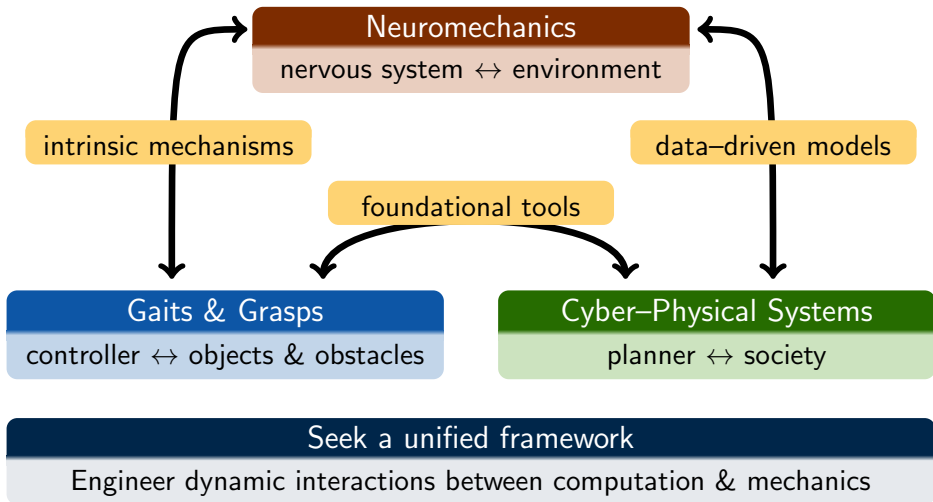 Neuromechanics
nervous system ↔ environment
intrinsic mechanisms
data–driven models
foundational tools
Gaits & Grasps
controller ↔ objects & obstacles
Cyber–Physical Systems
planner ↔ society
Seek a unified framework
Engineer dynamic interactions between computation & mechanics